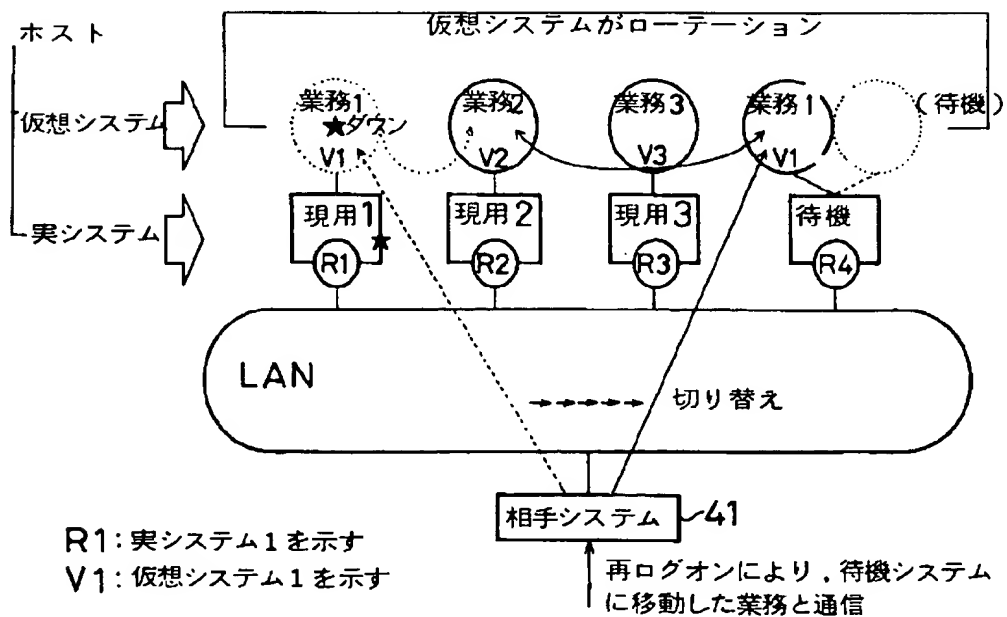 ホスト
仮想システムがローテーション
仮想システム
業務1
★ダウン
V1
業務2
V2
業務3
V3
業務1
V1
(待機)
実システム
現用1
★
R1
現用2
R2
現用3
R3
待機
R4
LAN
切り替え
相手システム
41
R1:実システム1を示す
V1:仮想システム1を示す
再ログオンにより,待機システム
に移動した業務と通信